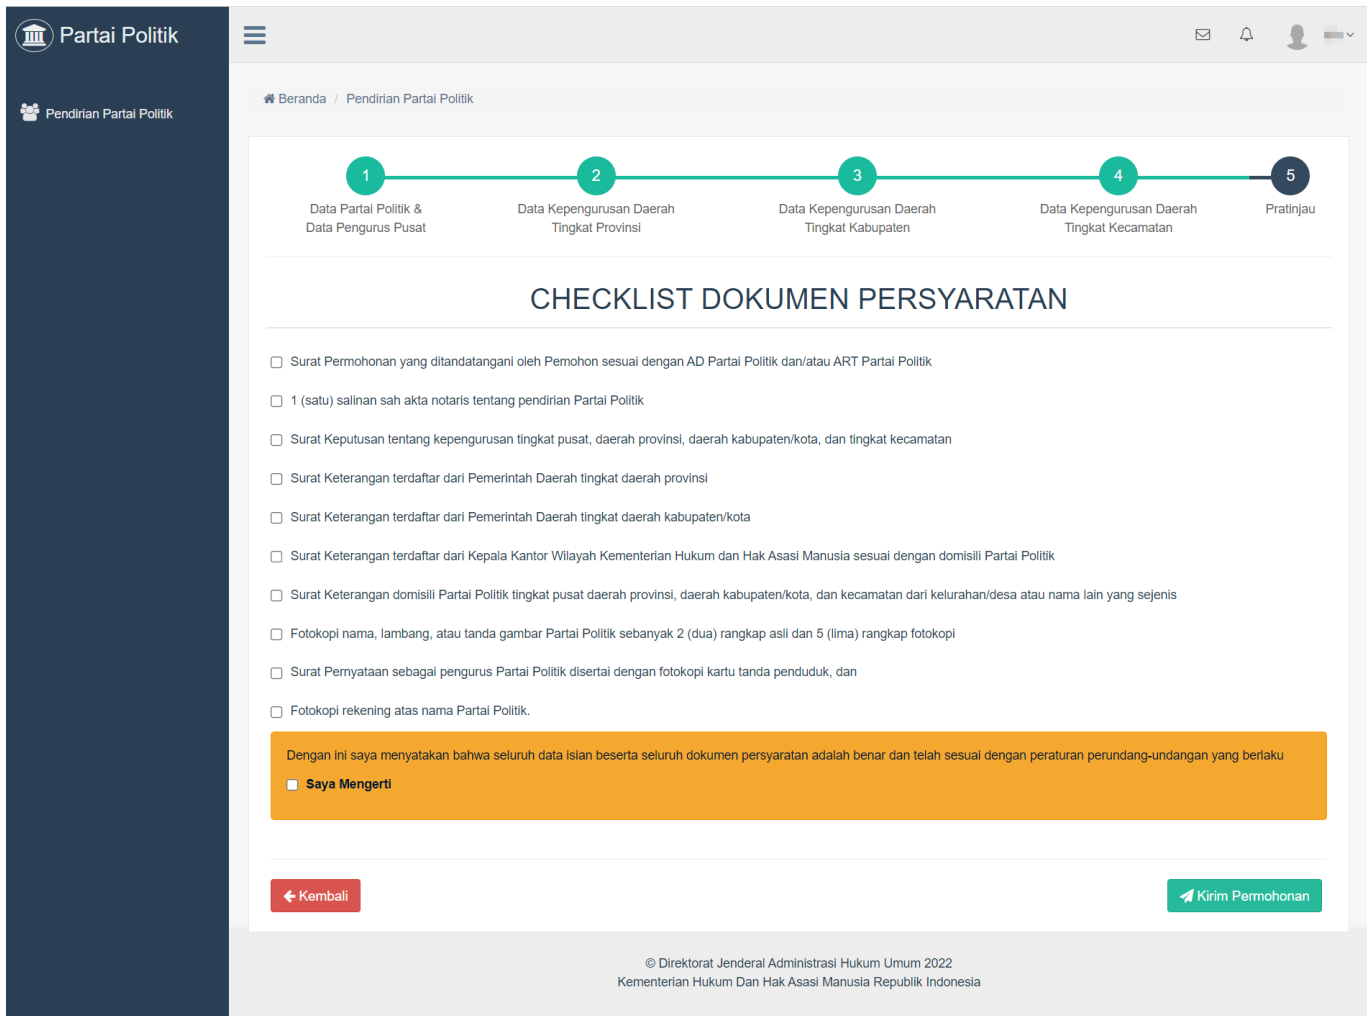 Partai Politik
Pendirian Partai Politik
Beranda / Pendirian Partai Politik
1
Data Partai Politik &
Data Pengurus Pusat
2
Data Kepengurusan Daerah
Tingkat Provinsi
3
Data Kepengurusan Daerah
Tingkat Kabupaten
4
Data Kepengurusan Daerah
Tingkat Kecamatan
5
Pratinjau
CHECKLIST DOKUMEN PERSYARATAN
Surat Permohonan yang ditandatangani oleh Pemohon sesuai dengan AD Partai Politik dan/atau ART Partai Politik
1 (satu) salinan sah akta notaris tentang pendirian Partai Politik
Surat Keputusan tentang kepengurusan tingkat pusat, daerah provinsi, daerah kabupaten/kota, dan tingkat kecamatan
Surat Keterangan terdaftar dari Pemerintah Daerah tingkat daerah provinsi
Surat Keterangan terdaftar dari Pemerintah Daerah tingkat daerah kabupaten/kota
Surat Keterangan terdaftar dari Kepala Kantor Wilayah Kementerian Hukum dan Hak Asasi Manusia sesuai dengan domisili Partai Politik
Surat Keterangan domisili Partai Politik tingkat pusat daerah provinsi, daerah kabupaten/kota, dan kecamatan dari kelurahan/desa atau nama lain yang sejenis
Fotokopi nama, lambang, atau tanda gambar Partai Politik sebanyak 2 (dua) rangkap asli dan 5 (lima) rangkap fotokopi
Surat Pernyataan sebagai pengurus Partai Politik disertai dengan fotokopi kartu tanda penduduk, dan
Fotokopi rekening atas nama Partai Politik.
Dengan ini saya menyatakan bahwa seluruh data isian beserta seluruh dokumen persyaratan adalah benar dan telah sesuai dengan peraturan perundang-undangan yang berlaku
Saya Mengerti
Kembali
Kirim Permohonan
© Direktorat Jenderal Administrasi Hukum Umum 2022
Kementerian Hukum Dan Hak Asasi Manusia Republik Indonesia